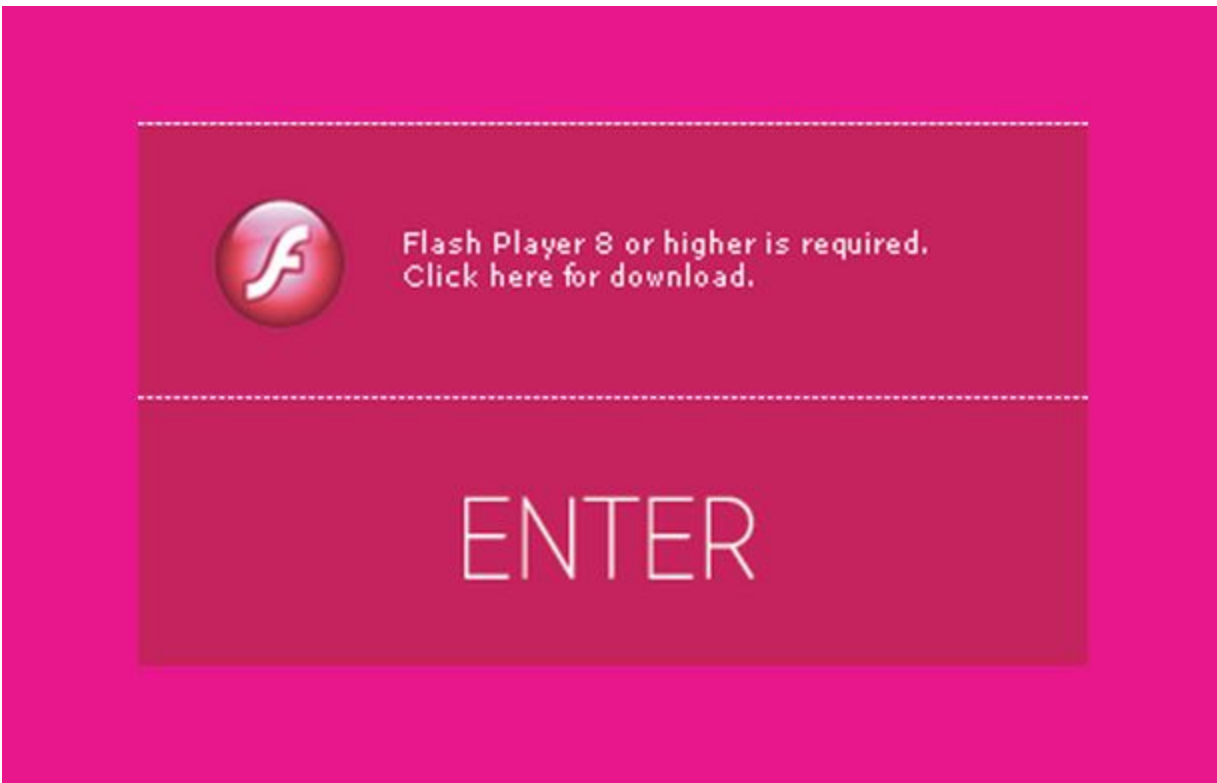 Flash Player 8 or higher is required.
Click here for download.
ENTER